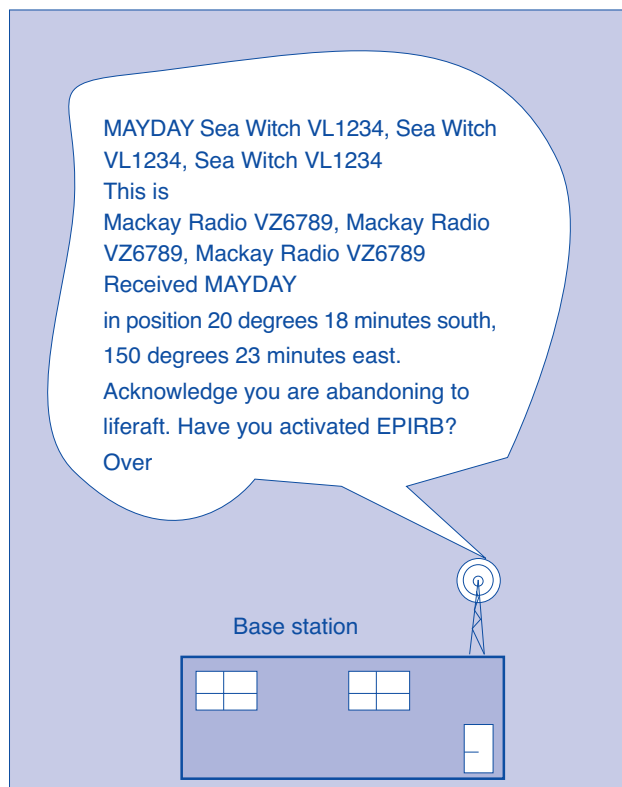 MAYDAY Sea Witch VL1234, Sea Witch
VL1234, Sea Witch VL1234
This is
Mackay Radio VZ6789, Mackay Radio
VZ6789, Mackay Radio VZ6789
Received MAYDAY
in position 20 degrees 18 minutes south,
150 degrees 23 minutes east.
Acknowledge you are abandoning to
liferaft. Have you activated EPIRB?
Over
Base station